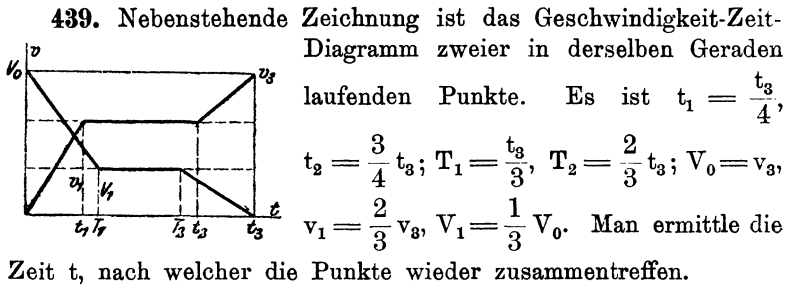 439. Nebenstehende Zeichnung ist das Geschwindigkeit-Zeit-
Diagramm zweier in derselben Geraden
laufenden Punkte. Es ist t₁ = t₃/4,
t₂ = 3/4 t₃; T₁ = t₃/3, T₂ = 2/3 t₃; V₀ = v₃,
v₁ = 2/3 v₃, V₁ = 1/3 V₀. Man ermittle die
Zeit t, nach welcher die Punkte wieder zusammentreffen.
v
V₀
v₃
v₁ V₁
t
t₁ T₁ T₂ t₂ t₃